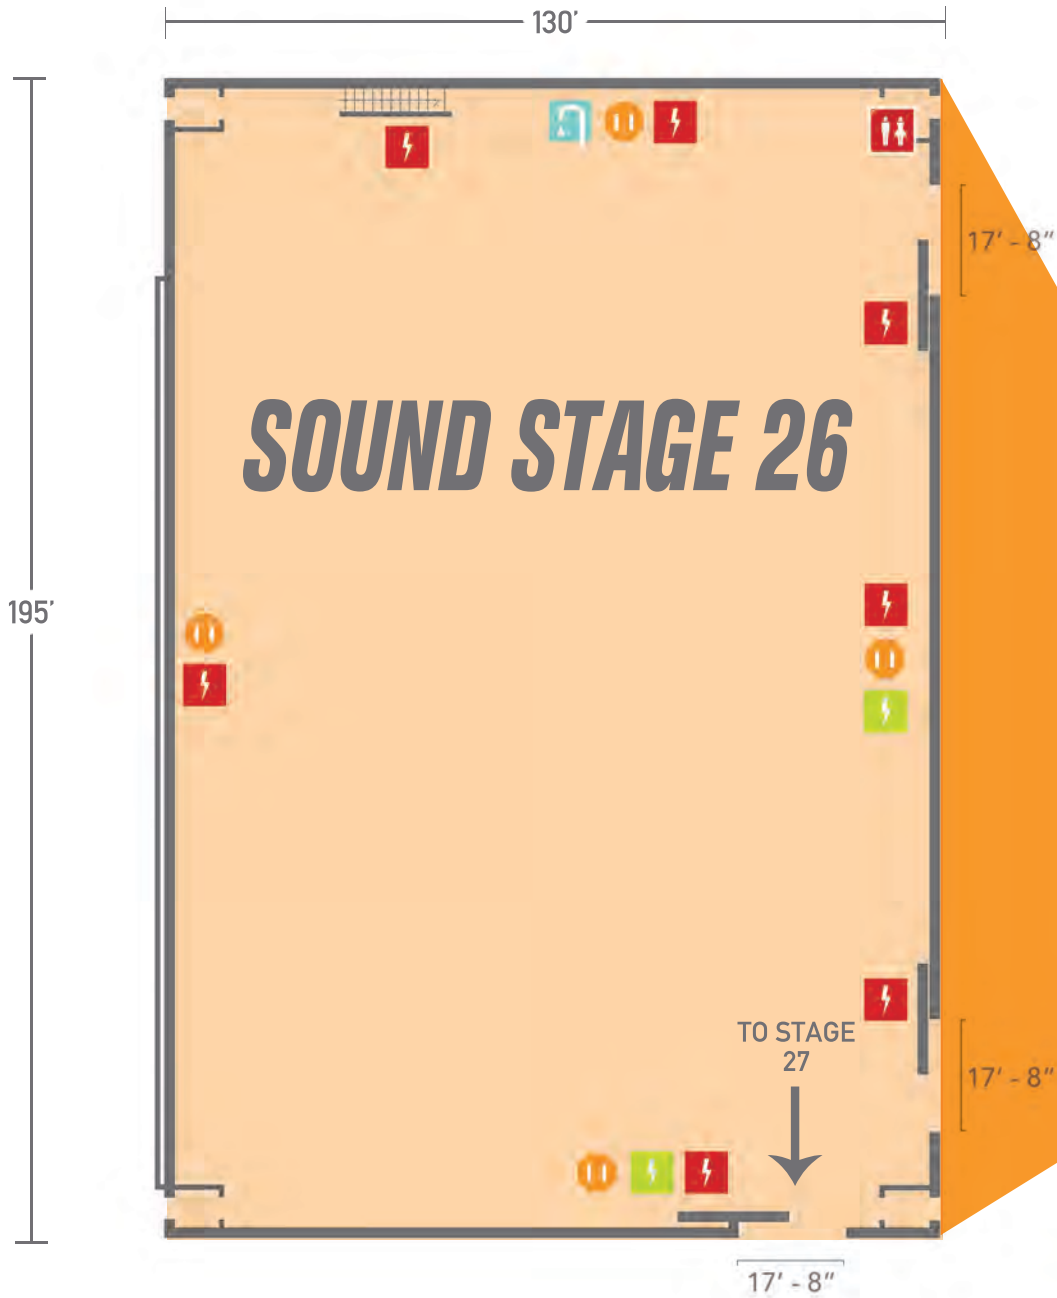 130’
17’ - 8”
SOUND STAGE 26
195’
TO STAGE
27
17’ - 8”
17’ - 8”